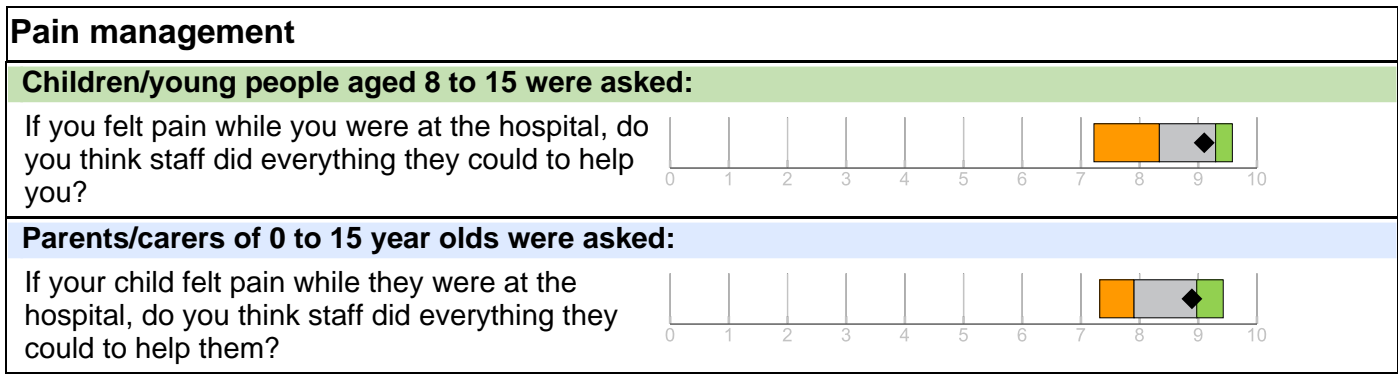 Pain management
Children/young people aged 8 to 15 were asked:
If you felt pain while you were at the hospital, do
you think staff did everything they could to help
you?
0 1 2 3 4 5 6 7 8 9 10
Parents/carers of 0 to 15 year olds were asked:
If your child felt pain while they were at the
hospital, do you think staff did everything they
could to help them?
0 1 2 3 4 5 6 7 8 9 10